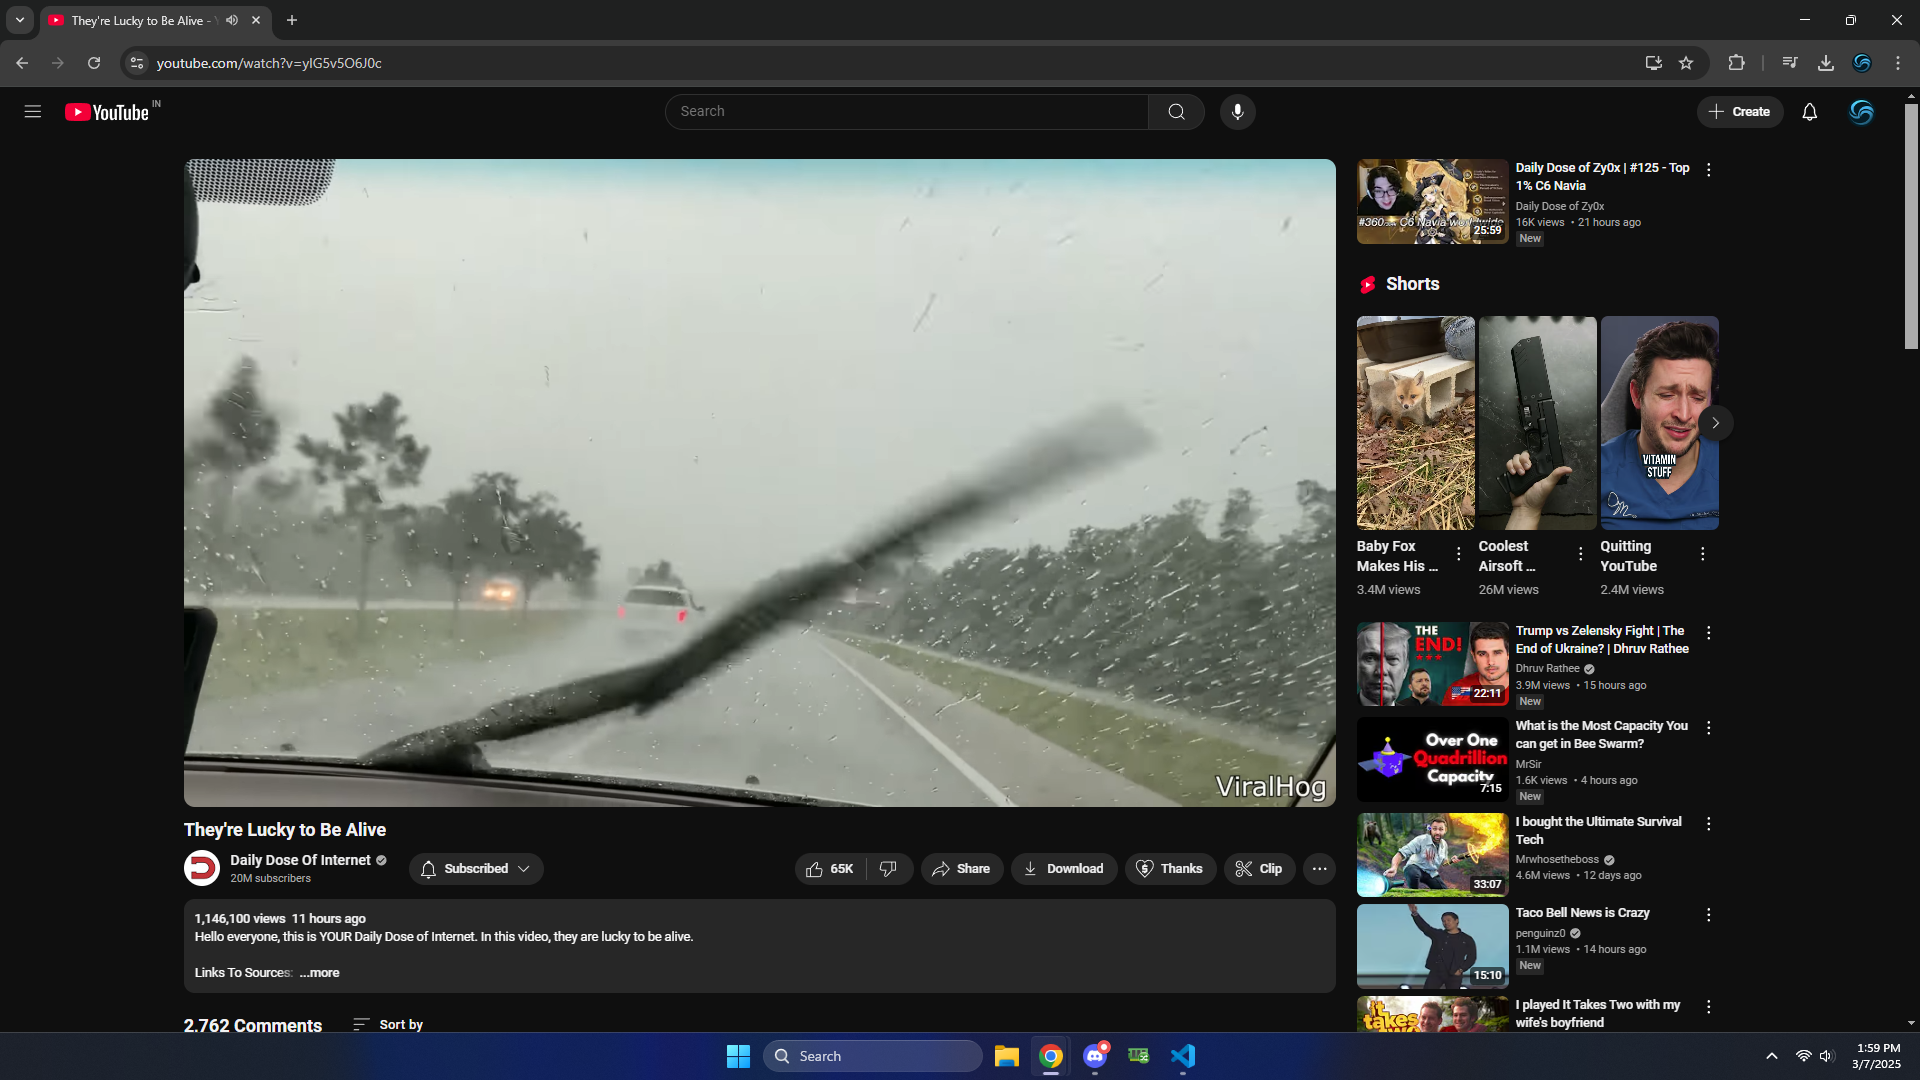 They're Lucky to Be Alive -
youtube.com/watch?v=yIG5v5O6J0c
YouTube IN
Search
Create
ViralHog
They're Lucky to Be Alive
Daily Dose Of Internet
20M subscribers
Subscribed
65K
Share
Download
Thanks
Clip
1,146,100 views 11 hours ago
Hello everyone, this is YOUR Daily Dose of Internet. In this video, they are lucky to be alive.
Links To Sources: ...more
2,762 Comments
Sort by
#360 C6 Navia worldwide
25:59
Daily Dose of Zy0x | #125 - Top
1% C6 Navia
Daily Dose of Zy0x
16K views • 21 hours ago
New
Shorts
VITAMIN
STUFF
Baby Fox
Makes His ...
3.4M views
Coolest
Airsoft ...
26M views
Quitting
YouTube
2.4M views
THE
END!
22:11
Trump vs Zelensky Fight | The
End of Ukraine? | Dhruv Rathee
Dhruv Rathee
3.9M views • 15 hours ago
New
Over One
Quadrillion
Capacity
7:15
What is the Most Capacity You
can get in Bee Swarm?
MrSir
1.6K views • 4 hours ago
New
33:07
I bought the Ultimate Survival
Tech
Mrwhosetheboss
4.6M views • 12 days ago
15:10
Taco Bell News is Crazy
penguinz0
1.1M views • 14 hours ago
New
it
takes
I played It Takes Two with my
wife's boyfriend
Search
1:59 PM
3/7/2025